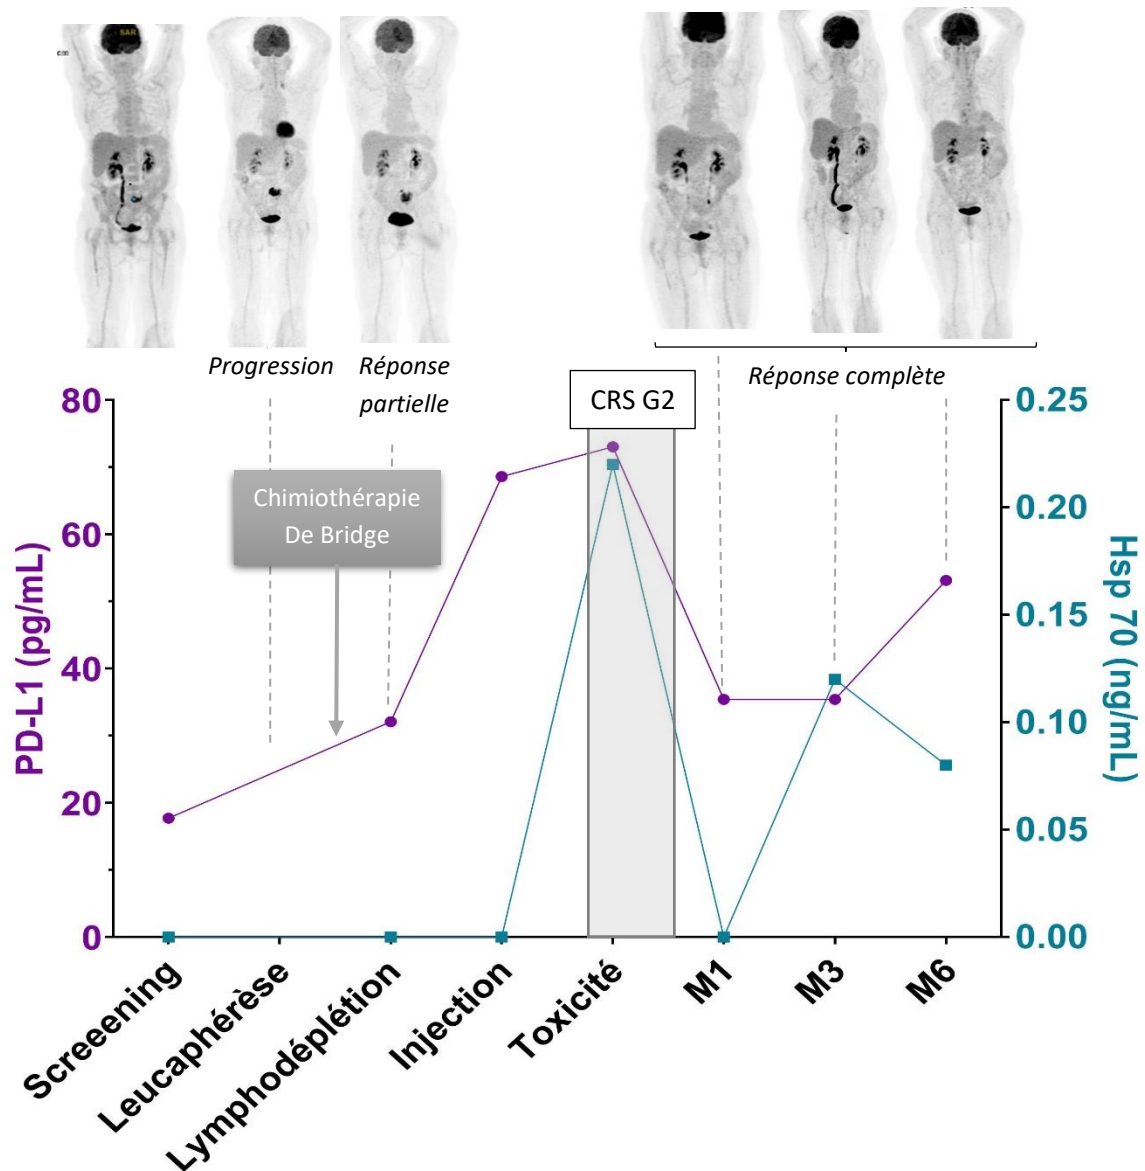 SAR
Progression
Réponse
partielle
Réponse complète
CRS G2
Chimiothérapie
De Bridge
PD-L1 (pg/mL)
80
60
40
20
0
Hsp 70 (ng/mL)
0.25
0.20
0.15
0.10
0.05
0.00
Screeening
Leucaphérèse
Lymphodéplétion
Injection
Toxicité
M1
M3
M6